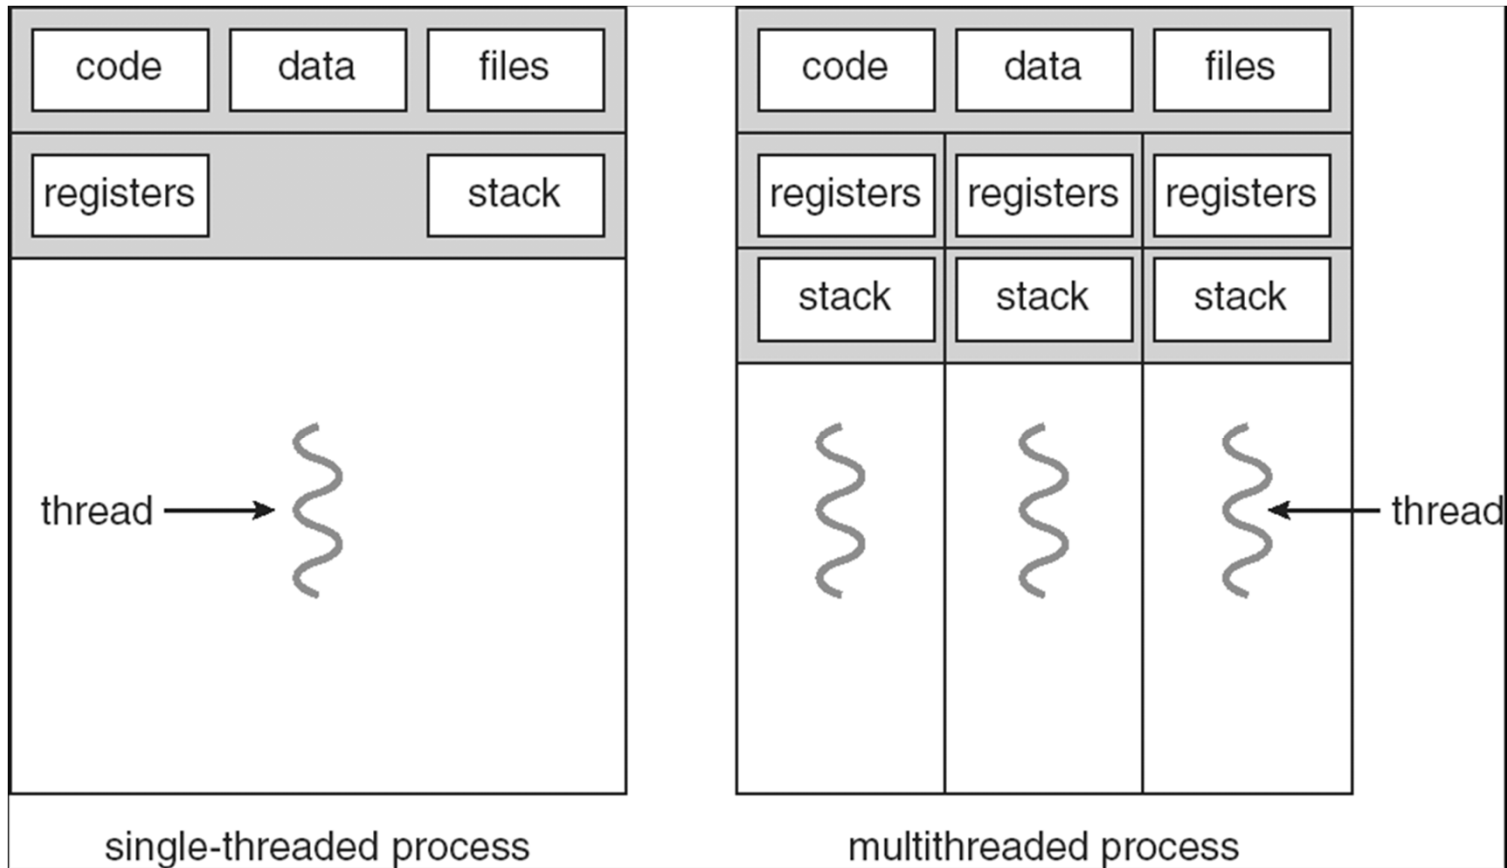 code data files
registers stack
thread
single-threaded process
code data files
registers registers registers
stack stack stack
thread
multithreaded process